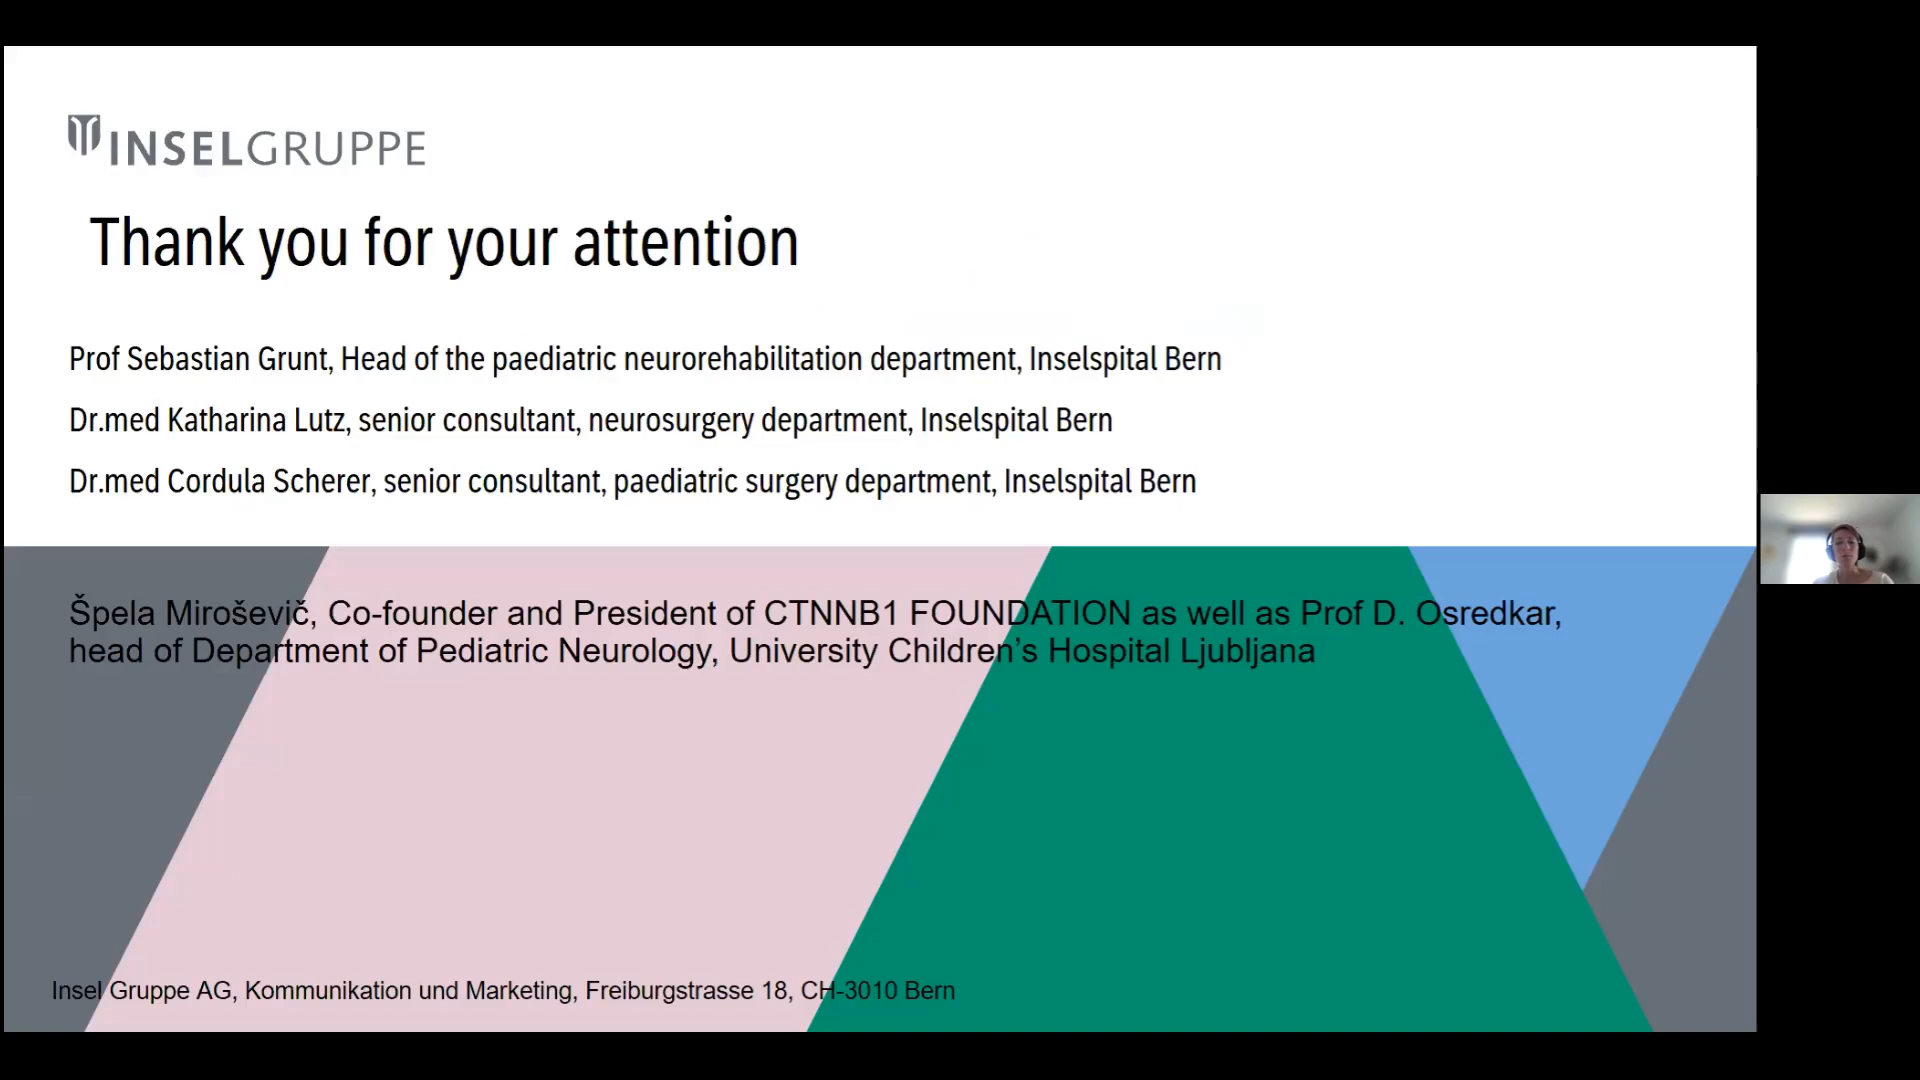 INSELGRUPPE
Thank you for your attention
Prof Sebastian Grunt, Head of the paediatric neurorehabilitation department, Inselspital Bern
Dr.med Katharina Lutz, senior consultant, neurosurgery department, Inselspital Bern
Dr.med Cordula Scherer, senior consultant, paediatric surgery department, Inselspital Bern
Špela Miroševič, Co-founder and President of CTNNB1 FOUNDATION as well as Prof D. Osredkar,
head of Department of Pediatric Neurology, University Children’s Hospital Ljubljana
Insel Gruppe AG, Kommunikation und Marketing, Freiburgstrasse 18, CH-3010 Bern